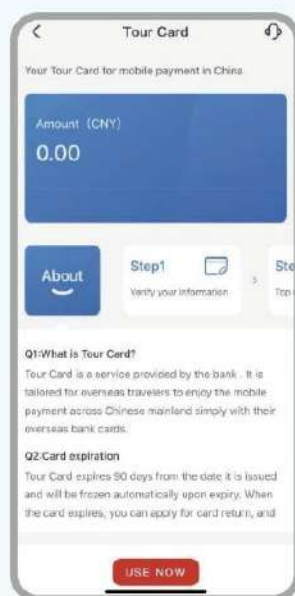 Tour Card
Your Tour Card for mobile payment in China
Amount (CNY)
0.00
About
Step1
Verify your information
Ste
Top
Q1:What is Tour Card?
Tour Card is a service provided by the bank . It is
tailored for overseas travelers to enjoy the mobile
payment across Chinese mainland simply with their
overseas bank cards.
Q2:Card expiration
Tour Card expires 90 days from the date it is issued
and will be frozen automatically upon expiry. When
the card expires, you can apply for card return, and
USE NOW